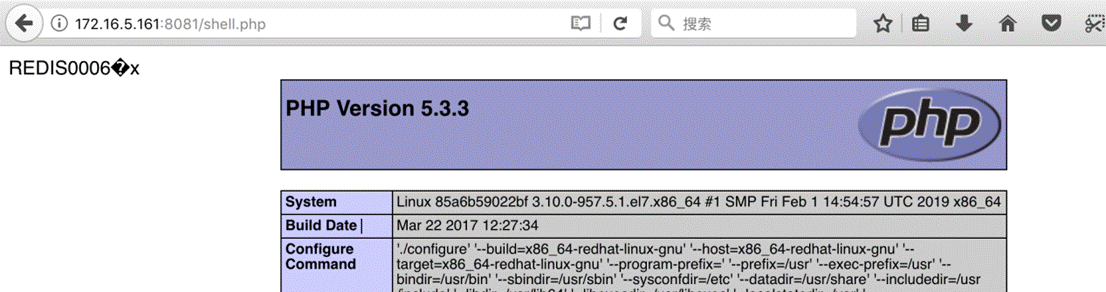 172.16.5.161:8081/shell.php
搜索
REDIS0006�x
PHP Version 5.3.3
php
System Linux 85a6b59022bf 3.10.0-957.5.1.el7.x86_64 #1 SMP Fri Feb 1 14:54:57 UTC 2019 x86_64
Build Date Mar 22 2017 12:27:34
Configure './configure' '--build=x86_64-redhat-linux-gnu' '--host=x86_64-redhat-linux-gnu' '--
Command target=x86_64-redhat-linux-gnu' '--program-prefix=' '--prefix=/usr' '--exec-prefix=/usr' '--
bindir=/usr/bin' '--sbindir=/usr/sbin' '--sysconfdir=/etc' '--datadir=/usr/share' '--includedir=/usr